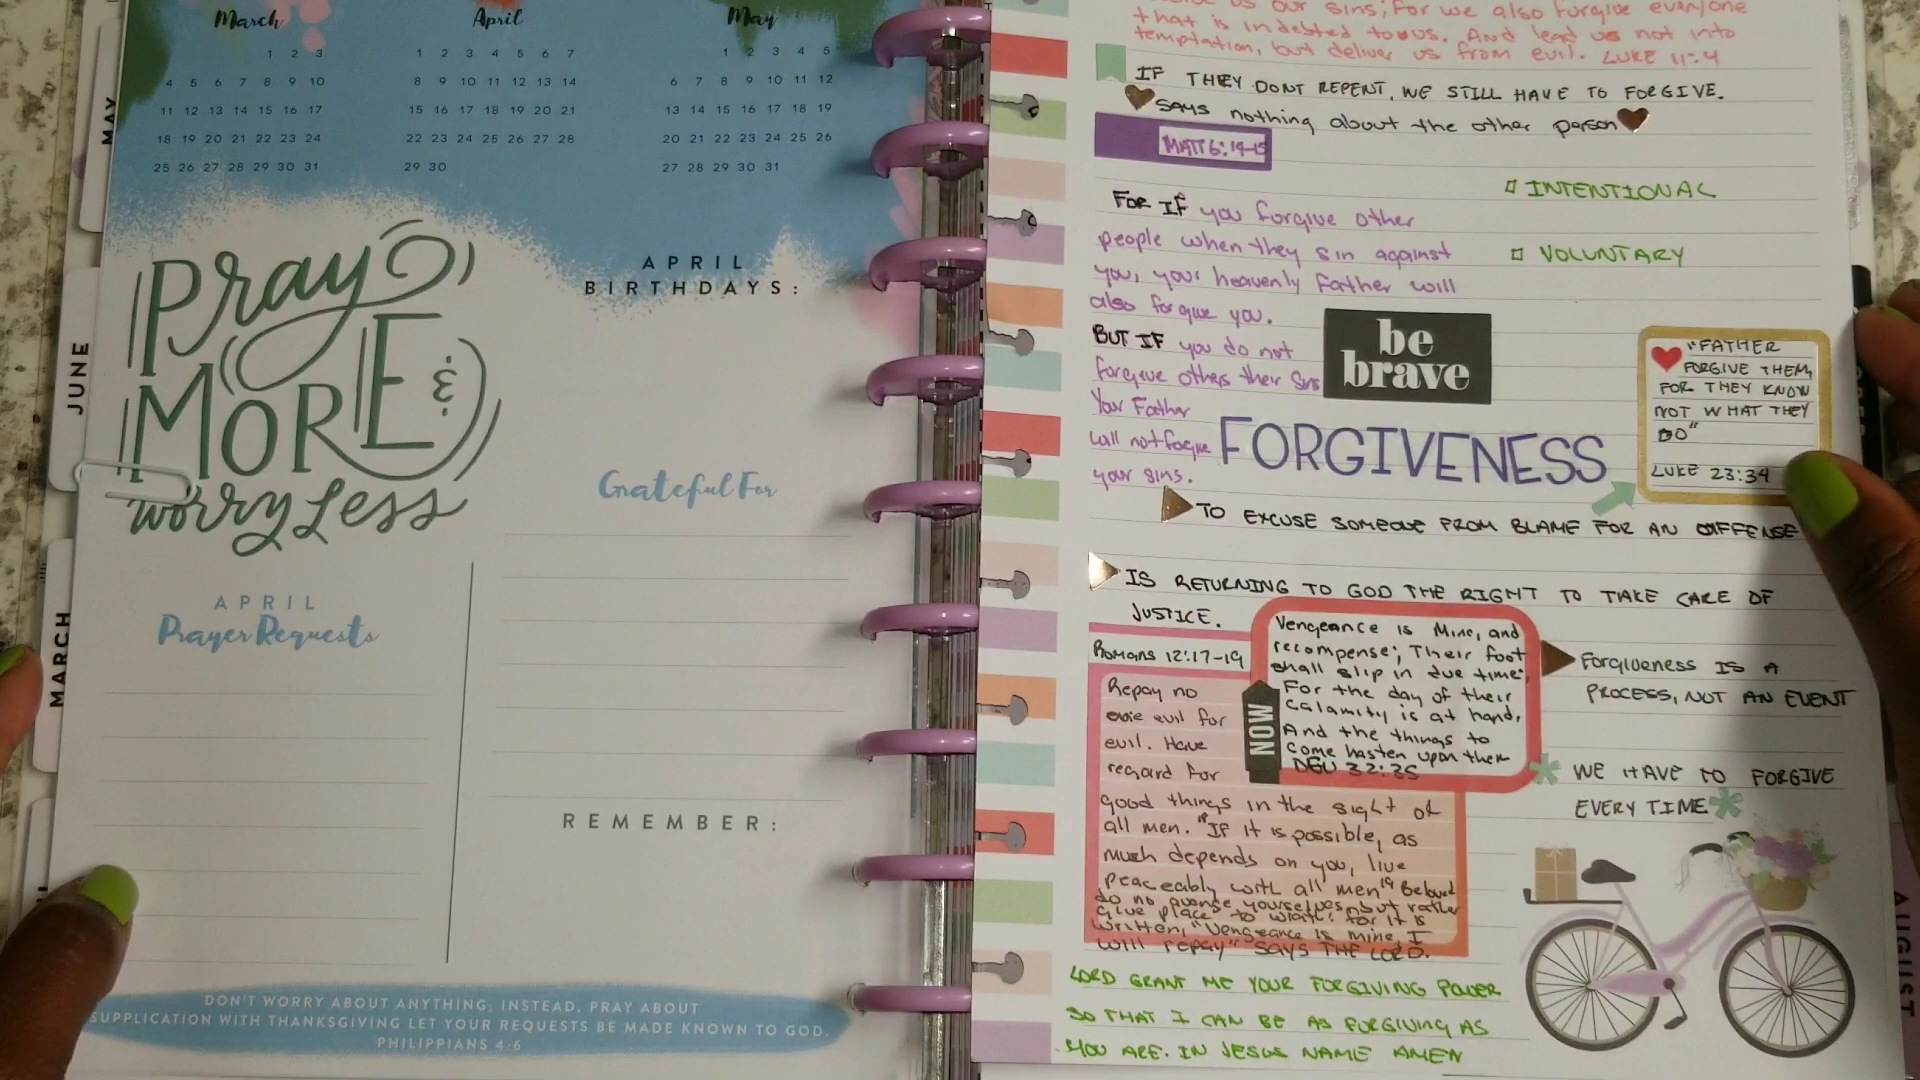 March
April
May
1 2 3
4 5 6 7 8 9 10
11 12 13 14 15 16 17
18 19 20 21 22 23 24
25 26 27 28 29 30 31
1 2 3 4 5 6 7
8 9 10 11 12 13 14
15 16 17 18 19 20 21
22 23 24 25 26 27 28
29 30
1 2 3 4 5
6 7 8 9 10 11 12
13 14 15 16 17 18 19
20 21 22 23 24 25 26
27 28 29 30 31
MAY
JUNE
MARCH
Pray
MORE &
worry Less
APRIL
BIRTHDAYS:
Grateful For
APRIL
Prayer Requests
REMEMBER:
DON'T WORRY ABOUT ANYTHING; INSTEAD, PRAY ABOUT
SUPPLICATION WITH THANKSGIVING LET YOUR REQUESTS BE MADE KNOWN TO GOD.
PHILIPPIANS 4:6
us our sins; for we also forgive everyone
that is indebted to us. And lead us not into
temptation, but deliver us from evil. LUKE 11:4
IF THEY DONT REPENT, WE STILL HAVE TO FORGIVE.
SAYS nothing about the other person
MATT 6:14-15
INTENTIONAL
VOLUNTARY
FOR IF you forgive other
people when they sin against
you, your heavenly Father will
also forgive you.
BUT IF you do not
forgive others their sins
Your Father
will not forgive
your sins.
be
brave
FORGIVENESS
"FATHER
FORGIVE THEM,
FOR THEY KNOW
NOT WHAT THEY
DO"
LUKE 23:34
TO EXCUSE SOMEONE FROM BLAME FOR AN OFFENSE
IS RETURNING TO GOD THE RIGHT TO TAKE CARE OF
JUSTICE.
Romans 12:17-19
Vengeance is Mine, and
recompense; Their foot
shall slip in due time;
For the day of their
calamity is at hand,
And the things to
come hasten upon them
DEU 32:35
NOW
Forgiveness IS A
PROCESS, NOT AN EVENT
WE HAVE TO FORGIVE
EVERY TIME
Repay no
evil for
evil. Have
regard for
good things in the sight of
all men. 18 If it is possible, as
much depends on you, live
peaceably with all men 19 Beloved
do no avenge yourselves, but rather
give place to wrath: for it is
written, "Vengeance is mine I
will repay" SAYS THE LORD.
LORD GRANT ME YOUR FORGIVING POWER
SO THAT I CAN BE AS FORGIVING AS
YOU ARE. IN JESUS NAME AMEN
AUGUST